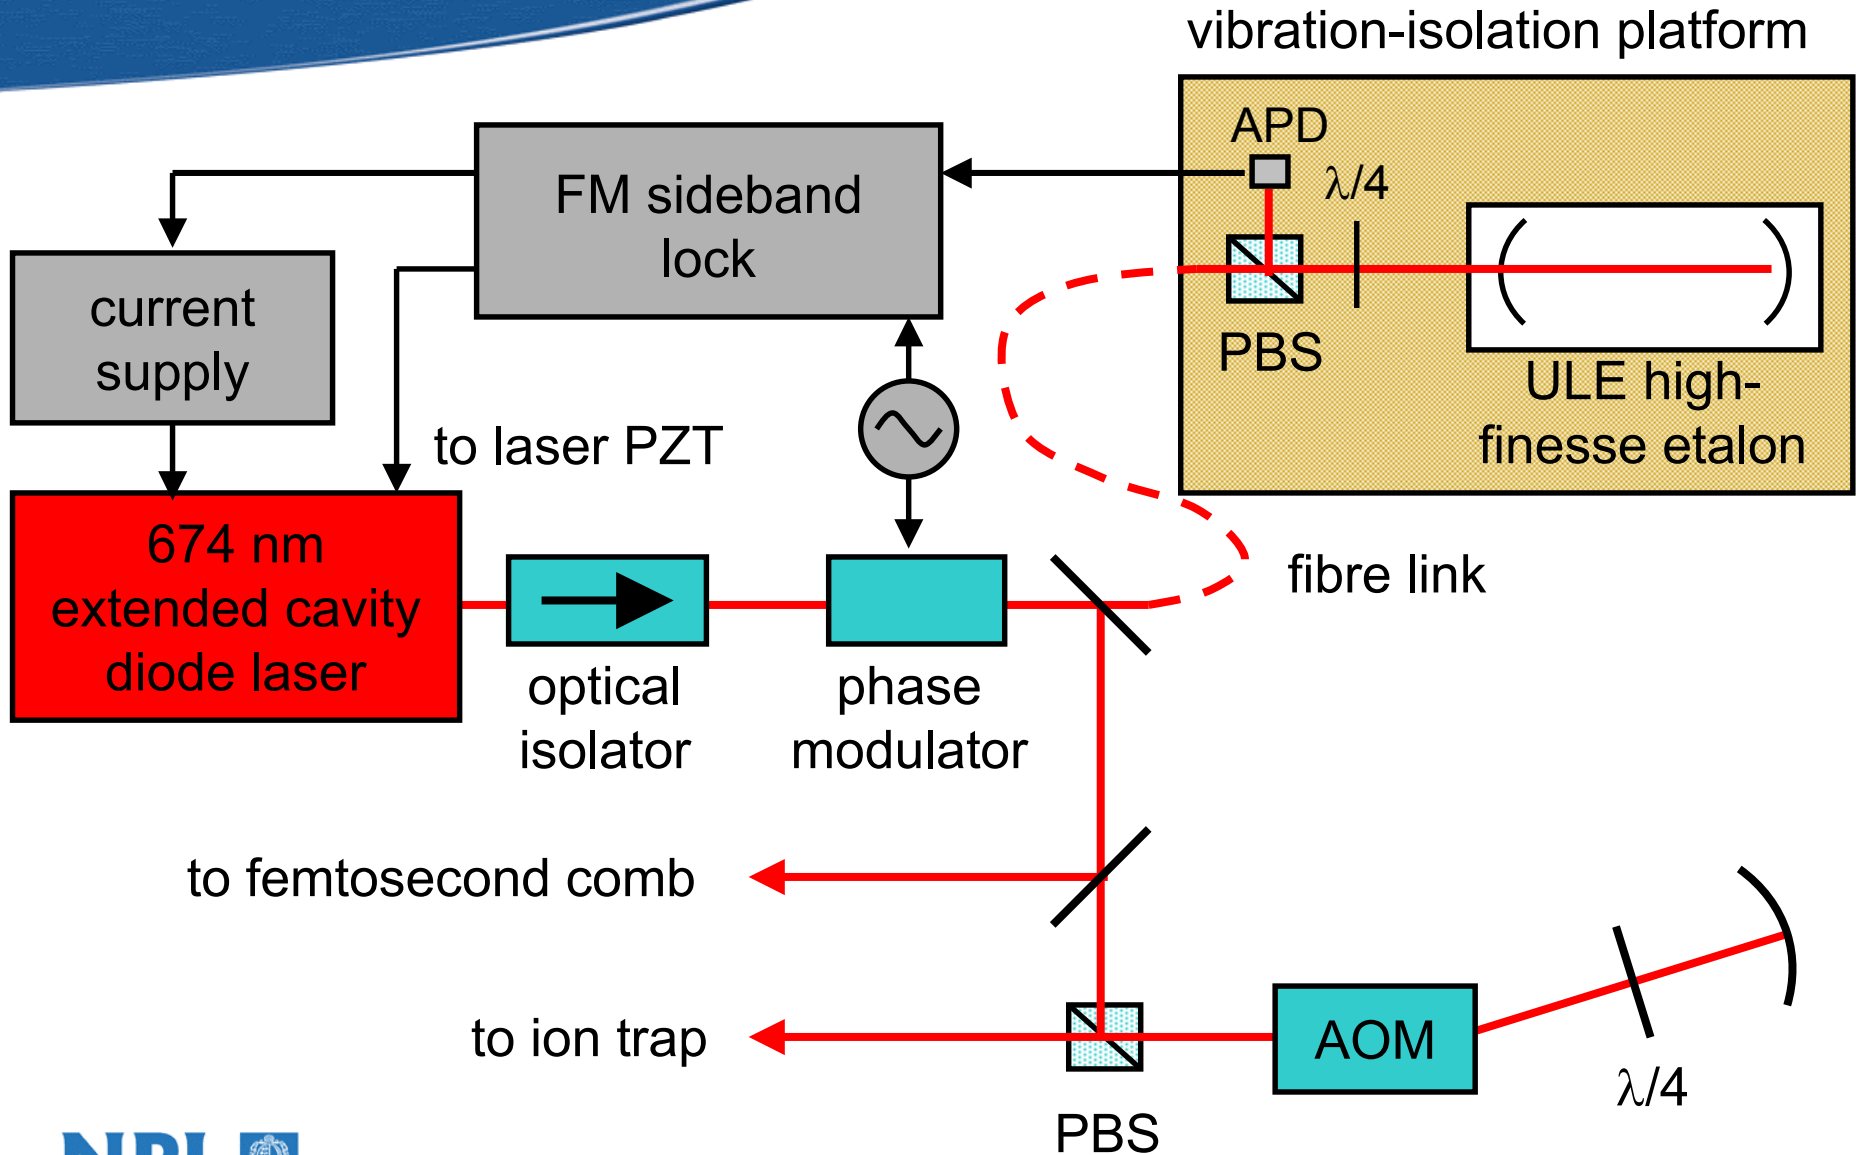 vibration-isolation platform
APD
λ/4
FM sideband
lock
current
supply
PBS
ULE high-
finesse etalon
to laser PZT
674 nm
extended cavity
diode laser
fibre link
optical
isolator
phase
modulator
to femtosecond comb
to ion trap
AOM
λ/4
PBS
NPL